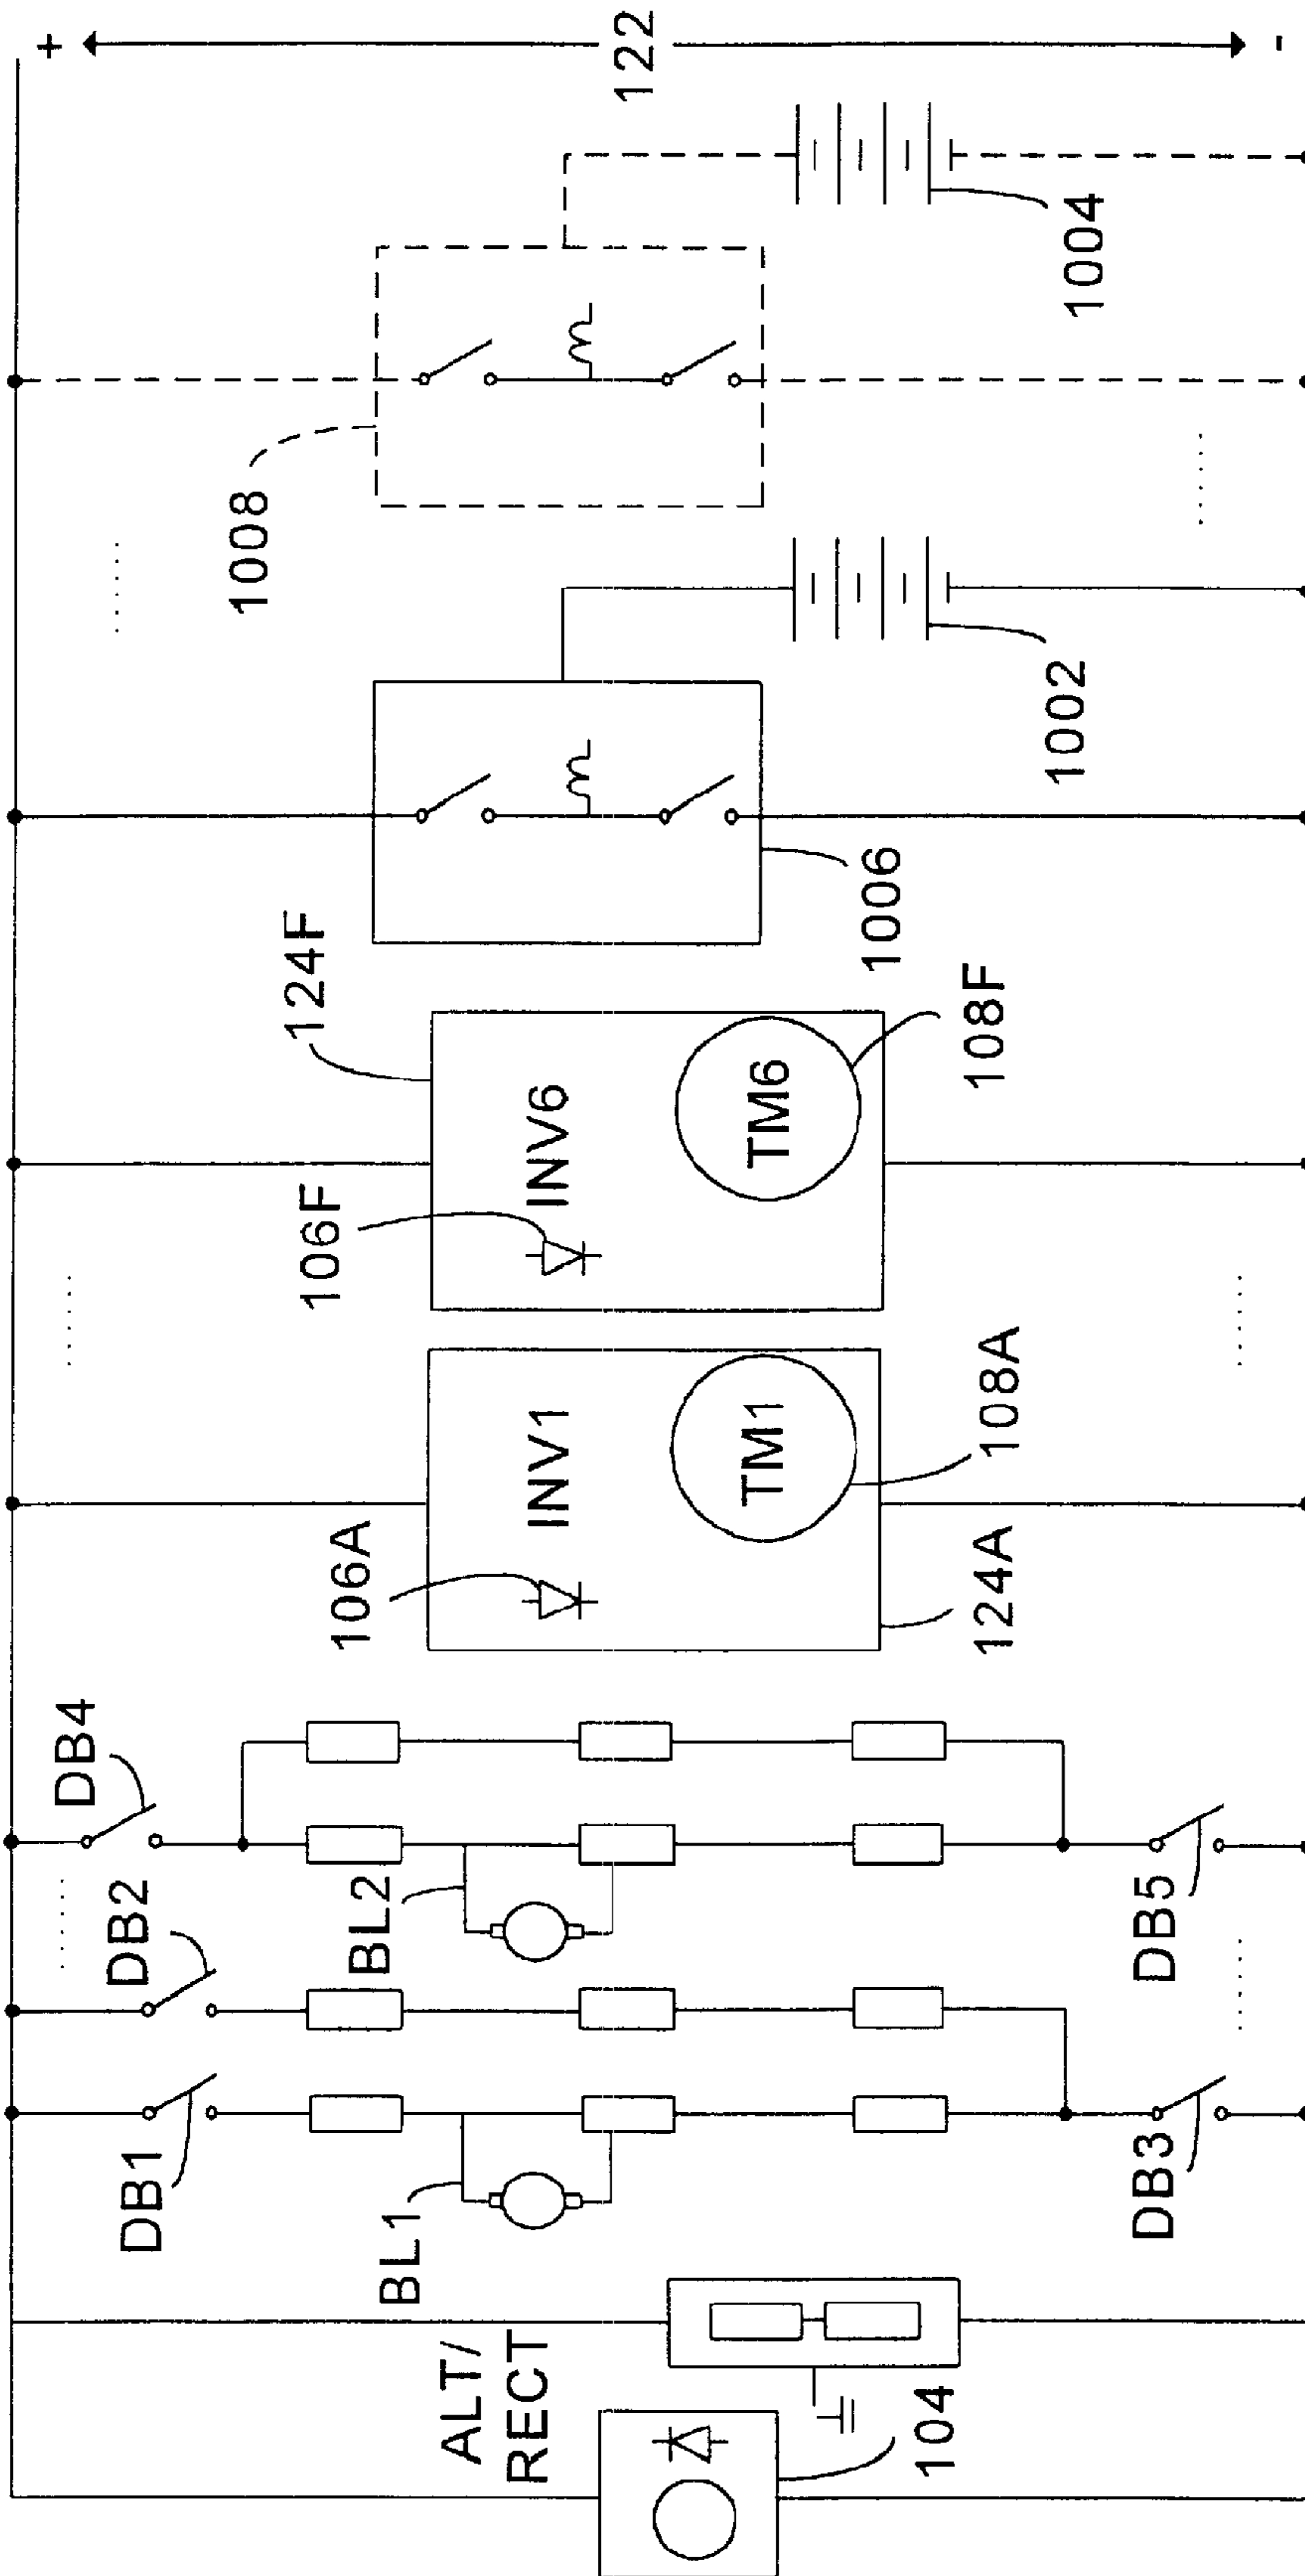 ALT/
RECT
104
BL1
DB1
DB2
DB3
BL2
DB4
DB5
106A
INV1
TM1
108A
124A
106F
INV6
TM6
108F
124F
1006
1002
1008
1004
+
122
-